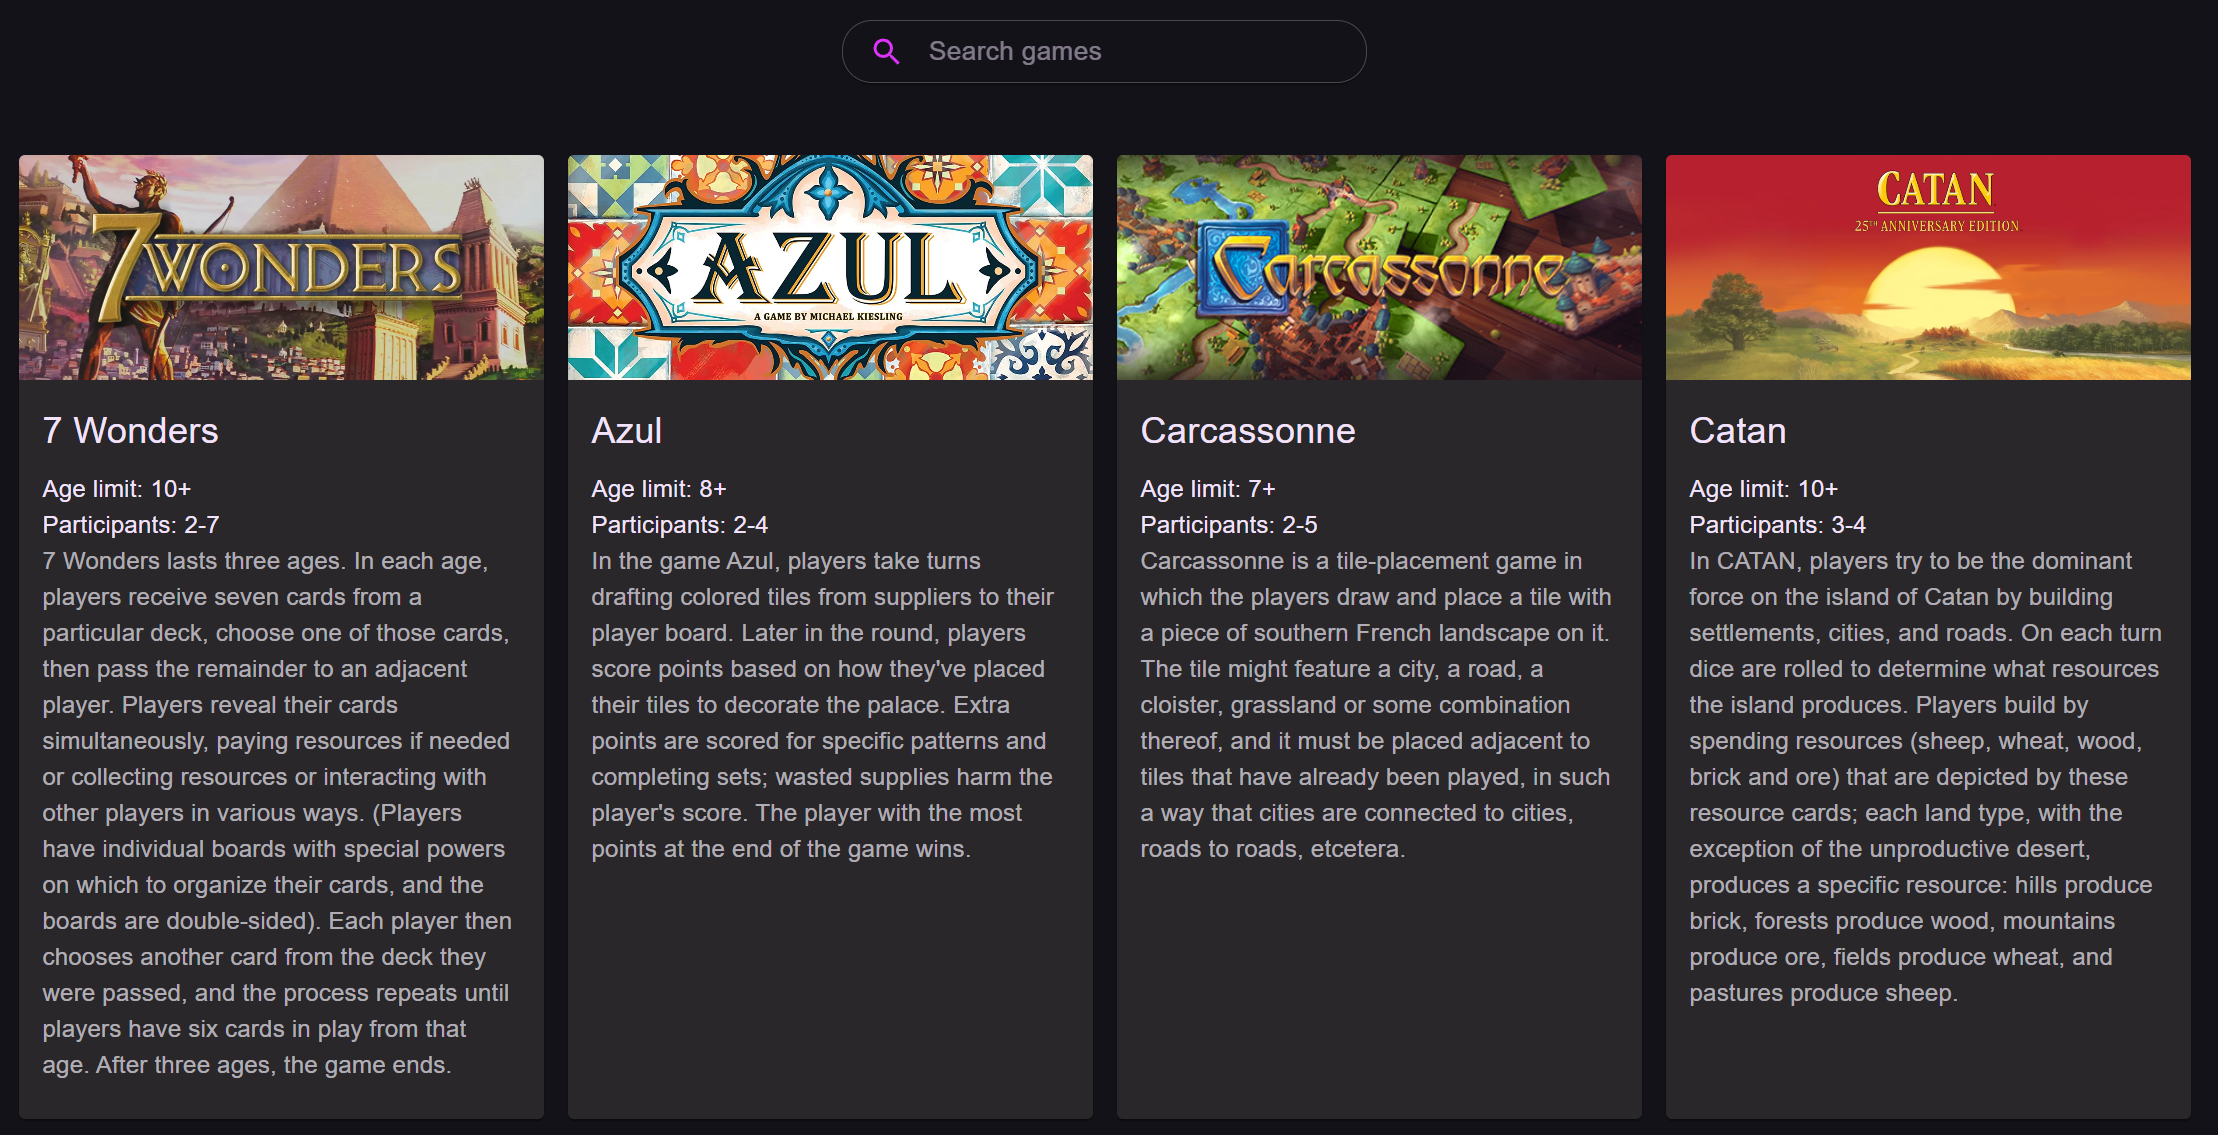 Search games
7 WONDERS
AZUL
A GAME BY MICHAEL KIESLING
Carcassonne
CATAN
25TH ANNIVERSARY EDITION
7 Wonders
Age limit: 10+
Participants: 2-7
7 Wonders lasts three ages. In each age,
players receive seven cards from a
particular deck, choose one of those cards,
then pass the remainder to an adjacent
player. Players reveal their cards
simultaneously, paying resources if needed
or collecting resources or interacting with
other players in various ways. (Players
have individual boards with special powers
on which to organize their cards, and the
boards are double-sided). Each player then
chooses another card from the deck they
were passed, and the process repeats until
players have six cards in play from that
age. After three ages, the game ends.
Azul
Age limit: 8+
Participants: 2-4
In the game Azul, players take turns
drafting colored tiles from suppliers to their
player board. Later in the round, players
score points based on how they've placed
their tiles to decorate the palace. Extra
points are scored for specific patterns and
completing sets; wasted supplies harm the
player's score. The player with the most
points at the end of the game wins.
Carcassonne
Age limit: 7+
Participants: 2-5
Carcassonne is a tile-placement game in
which the players draw and place a tile with
a piece of southern French landscape on it.
The tile might feature a city, a road, a
cloister, grassland or some combination
thereof, and it must be placed adjacent to
tiles that have already been played, in such
a way that cities are connected to cities,
roads to roads, etcetera.
Catan
Age limit: 10+
Participants: 3-4
In CATAN, players try to be the dominant
force on the island of Catan by building
settlements, cities, and roads. On each turn
dice are rolled to determine what resources
the island produces. Players build by
spending resources (sheep, wheat, wood,
brick and ore) that are depicted by these
resource cards; each land type, with the
exception of the unproductive desert,
produces a specific resource: hills produce
brick, forests produce wood, mountains
produce ore, fields produce wheat, and
pastures produce sheep.